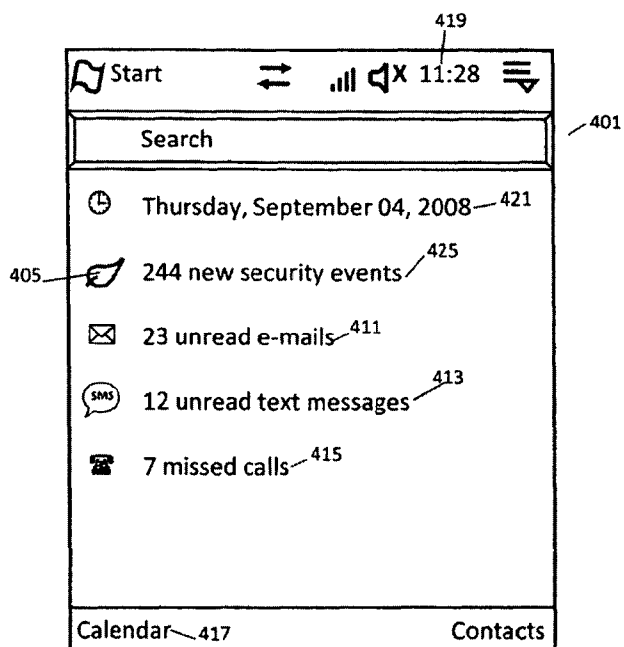 419
Start 11:28
401
Search
Thursday, September 04, 2008 421
405 244 new security events 425
23 unread e-mails 411
SMS 12 unread text messages 413
7 missed calls 415
Calendar 417 Contacts